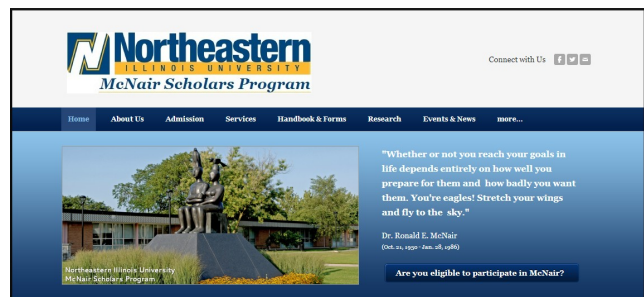 Northeastern
ILLINOIS UNIVERSITY
McNair Scholars Program
Connect with Us
Home About Us Admission Services Handbook & Forms Research Events & News more...
"Whether or not you reach your goals in
life depends entirely on how well you
prepare for them and how badly you want
them. You're eagles! Stretch your wings
and fly to the sky."
Dr. Ronald E. McNair
(Oct. 21, 1950 - Jan. 28, 1986)
Northeastern Illinois University
McNair Scholars Program
Are you eligible to participate in McNair?